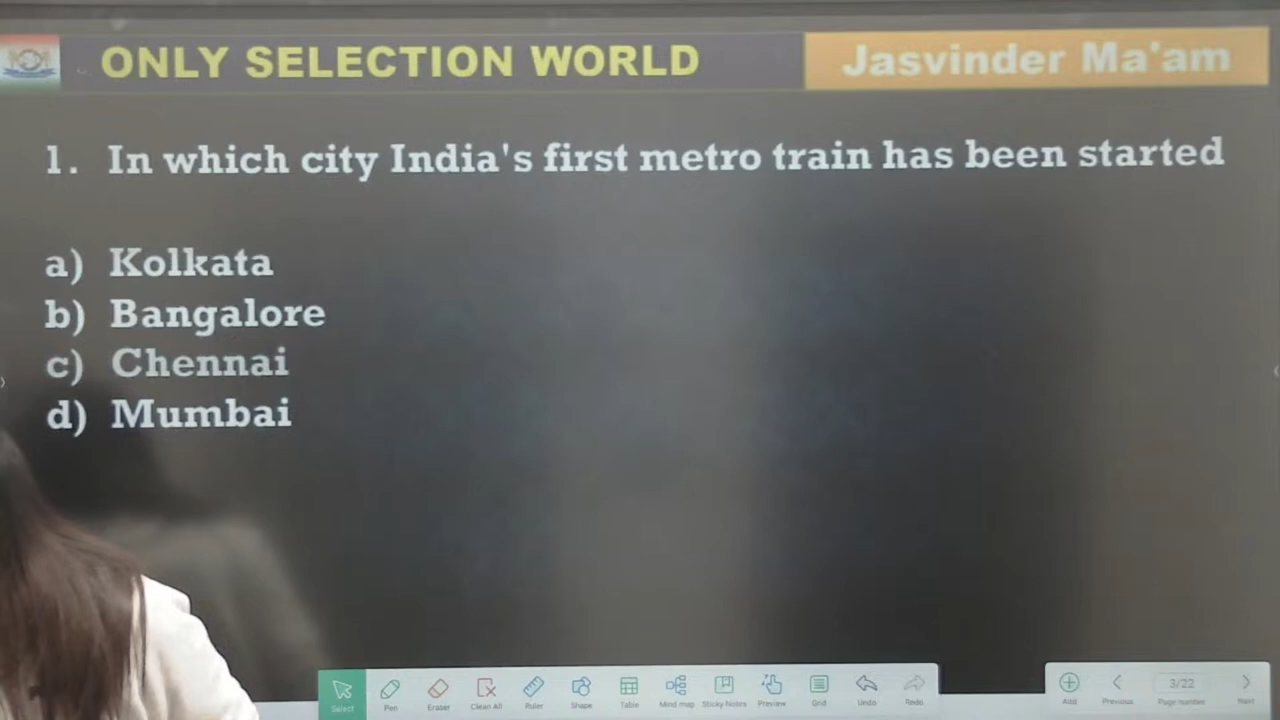 ONLY SELECTION WORLD
Jasvinder Ma'am
1. In which city India's first metro train has been started
a) Kolkata
b) Bangalore
c) Chennai
d) Mumbai
Select Pen Eraser Clean All Ruler Shape Table Mind map Sticky Notes Preview Grid Undo Redo
Add Previous 3/22 Page number Next